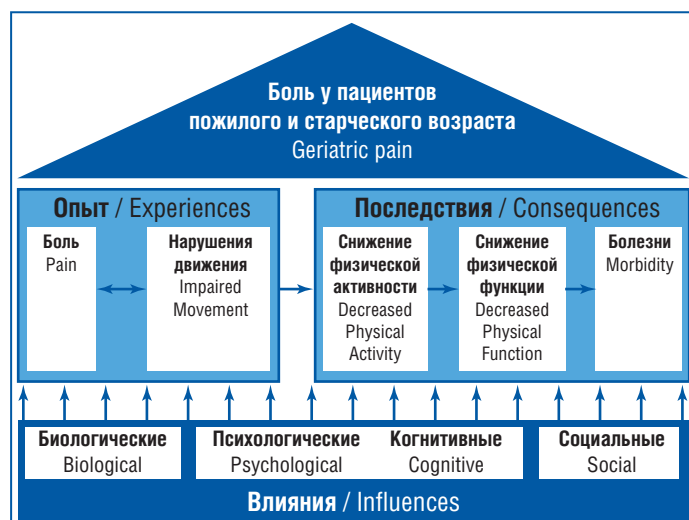 Боль у пациентов
пожилого и старческого возраста
Geriatric pain
Опыт / Experiences
Боль
Pain
Нарушения
движения
Impaired
Movement
Последствия / Consequences
Снижение
физической
активности
Decreased
Physical
Activity
Снижение
физической
функции
Decreased
Physical
Function
Болезни
Morbidity
Биологические
Biological
Психологические
Psychological
Когнитивные
Cognitive
Социальные
Social
Влияния / Influences